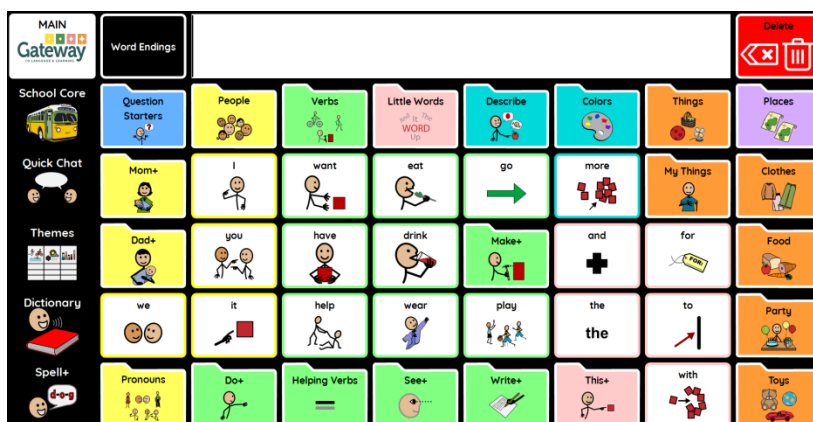 MAIN
Gateway
TO LANGUAGE & LEARNING
Word Endings
Delete
School Core
Question
Starters
People
Verbs
Little Words
And It The
WORD
Up
Describe
Colors
Things
Places
Quick Chat
Mom+
I
want
eat
go
more
My Things
Clothes
Themes
Dad+
you
have
drink
Make+
and
for
FOR:
Food
Dictionary
we
it
help
wear
play
the
the
to
Party
Spell+
d-o-g
Pronouns
Do+
Helping Verbs
See+
Write+
This+
with
Toys